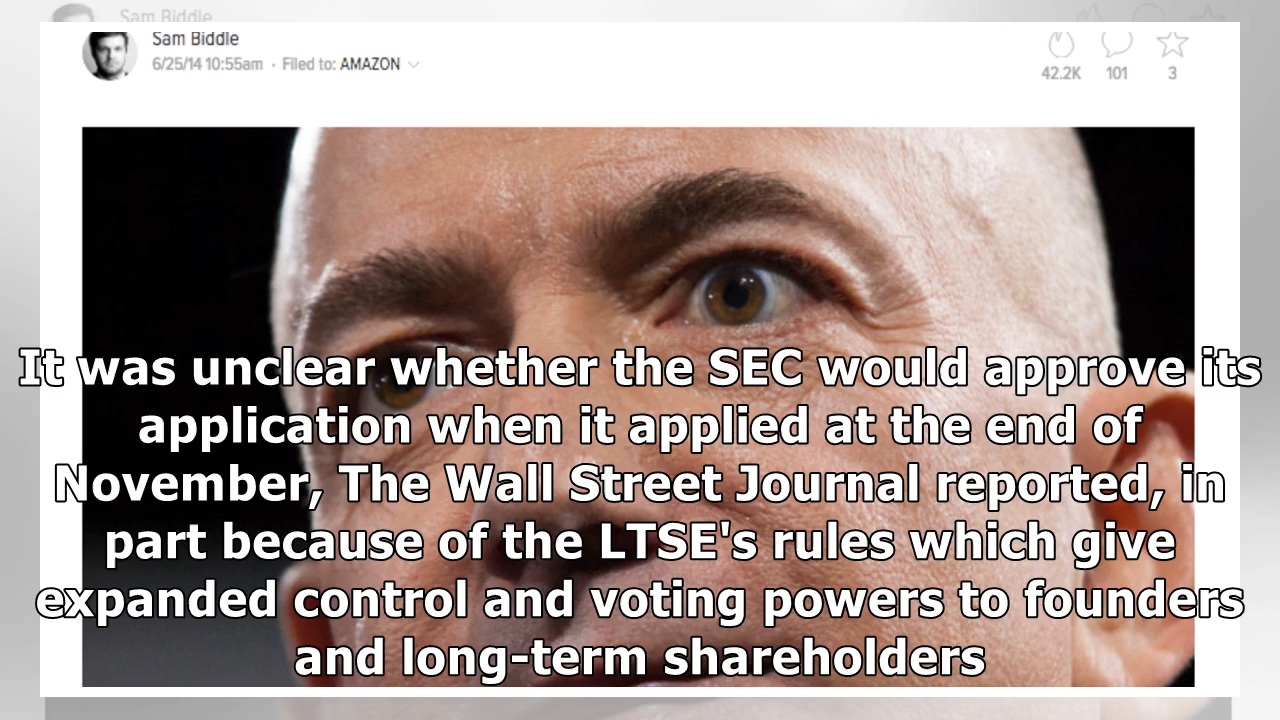 Sam Biddle
Sam Biddle
6/25/14 10:55am · Filed to: AMAZON
42.2K 101 3
It was unclear whether the SEC would approve its
application when it applied at the end of
November, The Wall Street Journal reported, in
part because of the LTSE's rules which give
expanded control and voting powers to founders
and long-term shareholders